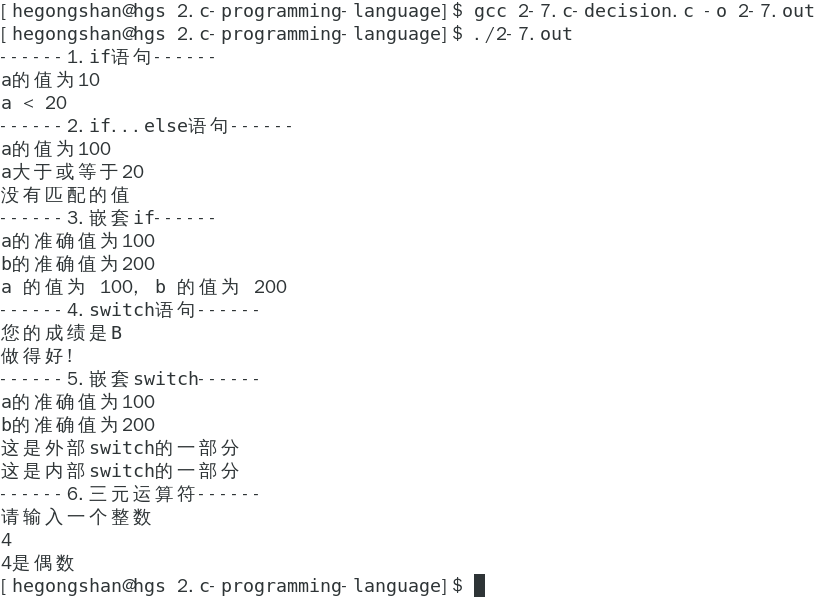 [hegongshan@hgs 2.c-programming-language]$ gcc 2-7.c-decision.c -o 2-7.out
[hegongshan@hgs 2.c-programming-language]$ ./2-7.out
------1.if语句------
a的值为10
a < 20
------2.if...else语句------
a的值为100
a大于或等于20
没有匹配的值
------3.嵌套if------
a的准确值为100
b的准确值为200
a 的值为 100, b 的值为 200
------4.switch语句------
您的成绩是B
做得好!
------5.嵌套switch------
a的准确值为100
b的准确值为200
这是外部switch的一部分
这是内部switch的一部分
------6.三元运算符------
请输入一个整数
4
4是偶数
[hegongshan@hgs 2.c-programming-language]$